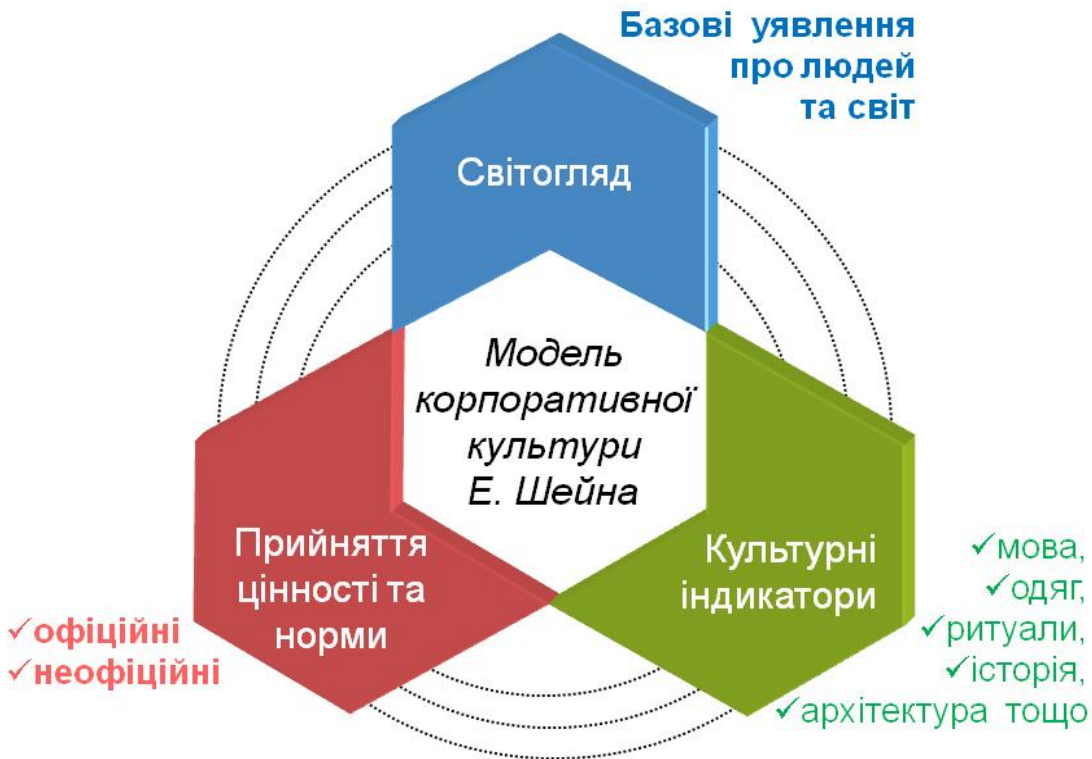 Базові уявлення
про людей
та світ
Світогляд
Модель
корпоративної
культури
Е. Шейна
Прийняття
цінності та
норми
✓офіційні
✓неофіційні
Культурні
індикатори
✓мова,
✓одяг,
✓ритуали,
✓історія,
✓архітектура тощо